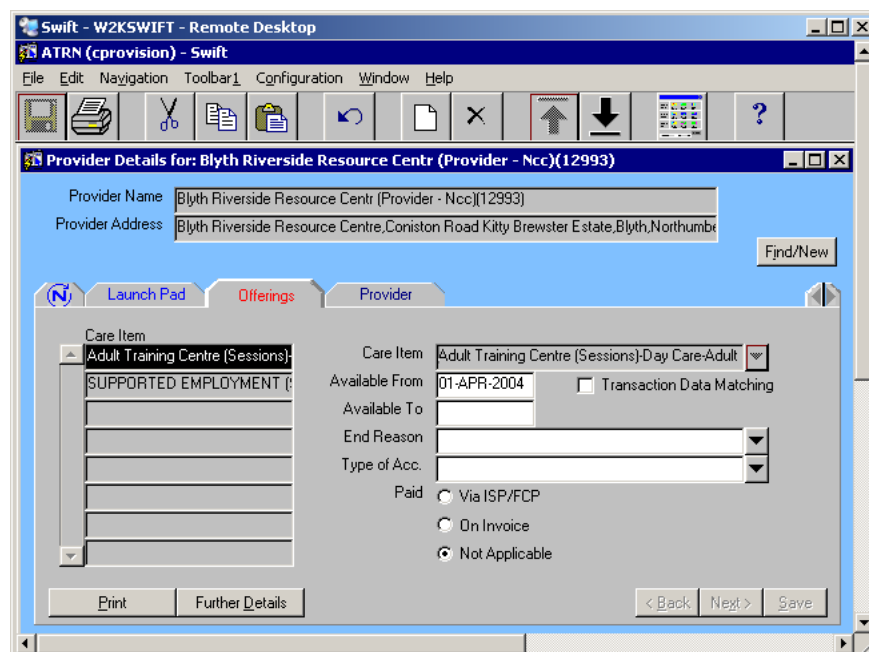 Swift - W2KSWIFT - Remote Desktop
ATRN (cprovision) - Swift
File Edit Navigation Toolbar1 Configuration Window Help
?
Provider Details for: Blyth Riverside Resource Centr (Provider - Ncc)(12993)
Provider Name Blyth Riverside Resource Centr (Provider - Ncc)(12993)
Provider Address Blyth Riverside Resource Centre,Coniston Road Kitty Brewster Estate,Blyth,Northumbe
Find/New
N Launch Pad Offerings Provider
Care Item
Adult Training Centre (Sessions)-
SUPPORTED EMPLOYMENT (
Care Item Adult Training Centre (Sessions)-Day Care-Adult
Available From 01-APR-2004 Transaction Data Matching
Available To
End Reason
Type of Acc.
Paid Via ISP/FCP
On Invoice
Not Applicable
Print Further Details < Back Next > Save